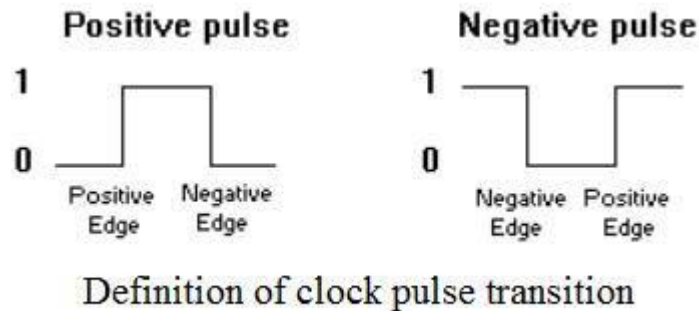 Positive pulse
1
0
Positive
Edge
Negative
Edge
Negative pulse
1
0
Negative
Edge
Positive
Edge
Definition of clock pulse transition